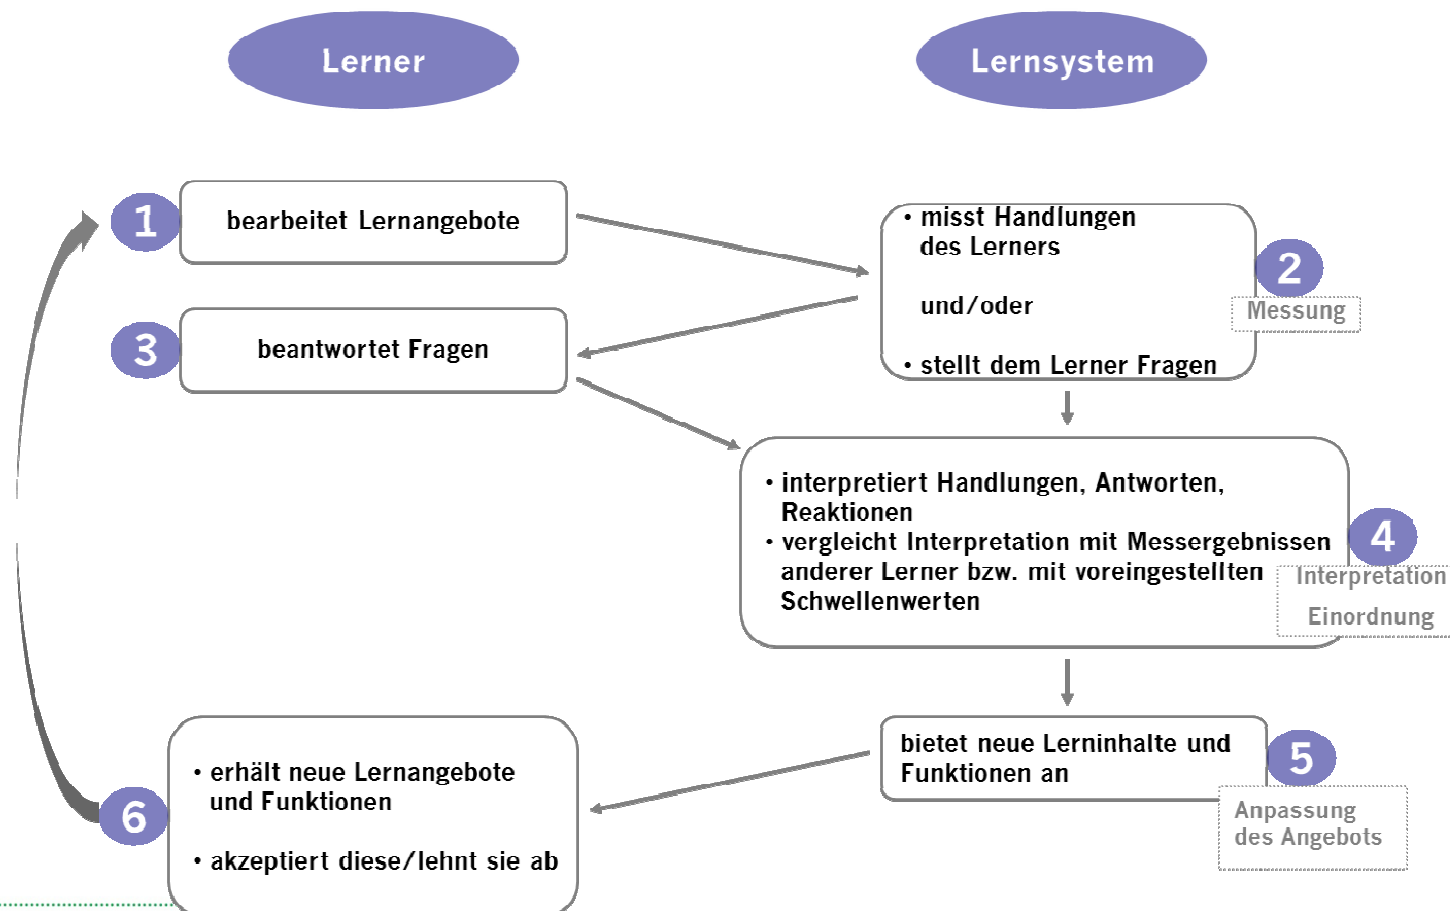 Lerner
Lernsystem
1
bearbeitet Lernangebote
• misst Handlungen
des Lerners
und/oder
• stellt dem Lerner Fragen
2
Messung
3
beantwortet Fragen
• interpretiert Handlungen, Antworten,
Reaktionen
• vergleicht Interpretation mit Messergebnissen
anderer Lerner bzw. mit voreingestellten
Schwellenwerten
4
Interpretation
Einordnung
bietet neue Lerninhalte und
Funktionen an
5
Anpassung
des Angebots
6
• erhält neue Lernangebote
und Funktionen
• akzeptiert diese/lehnt sie ab